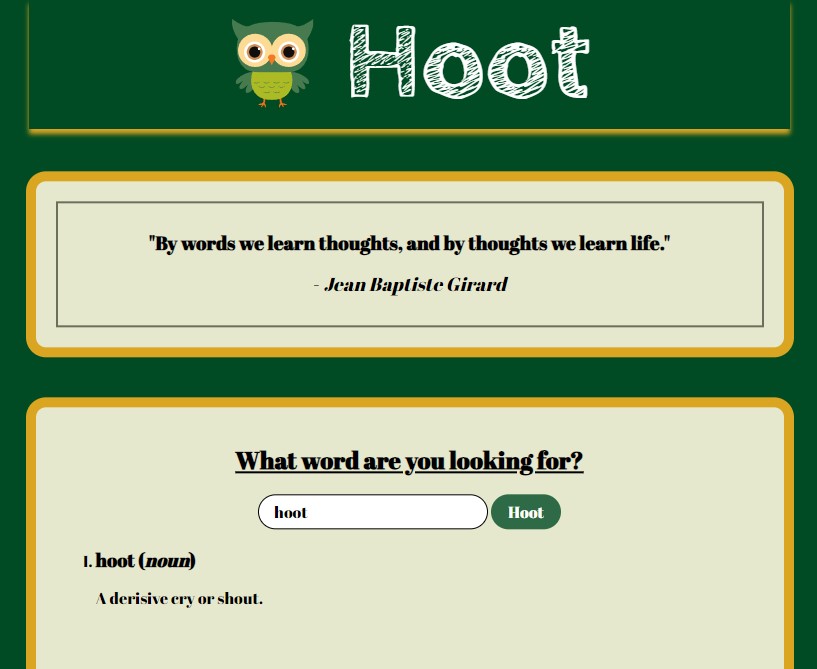 Hoot
"By words we learn thoughts, and by thoughts we learn life."
- Jean Baptiste Girard
What word are you looking for?
hoot Hoot
1. hoot (noun)
A derisive cry or shout.